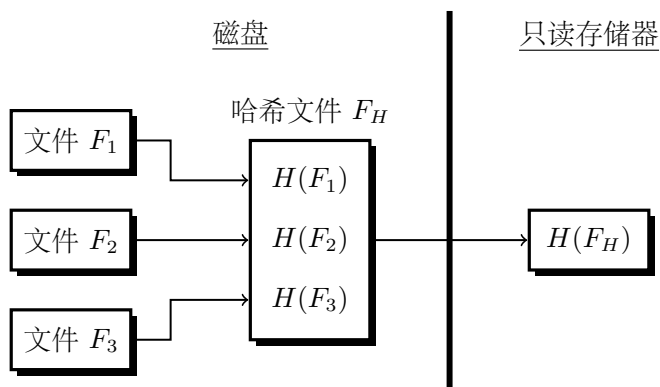 磁盘
只读存储器
哈希文件 F_H
文件 F_1
文件 F_2
文件 F_3
H(F_1)
H(F_2)
H(F_3)
H(F_H)